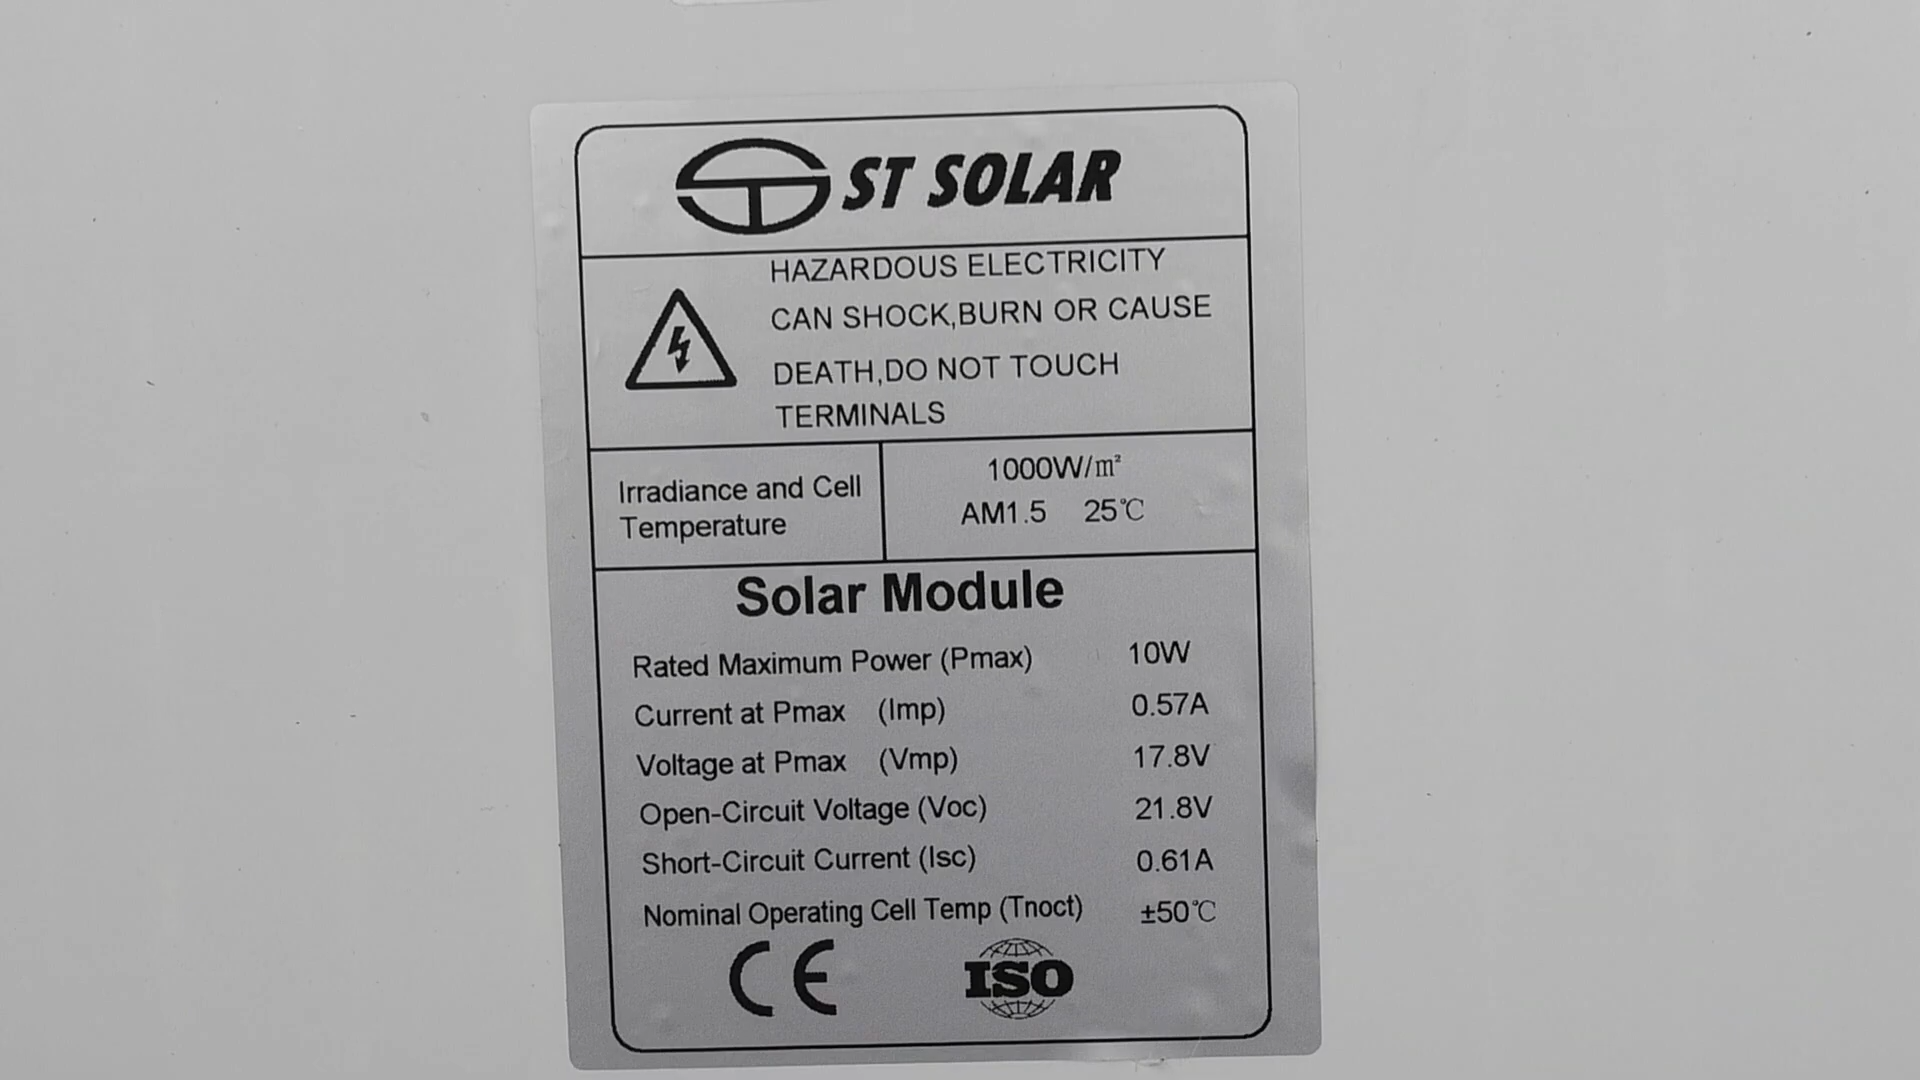 ST SOLAR
HAZARDOUS ELECTRICITY
CAN SHOCK,BURN OR CAUSE
DEATH,DO NOT TOUCH
TERMINALS
Irradiance and Cell
Temperature
1000W/m²
AM1.5 25℃
Solar Module
Rated Maximum Power (Pmax) 10W
Current at Pmax (Imp) 0.57A
Voltage at Pmax (Vmp) 17.8V
Open-Circuit Voltage (Voc) 21.8V
Short-Circuit Current (Isc) 0.61A
Nominal Operating Cell Temp (Tnoct) ±50℃
CE ISO